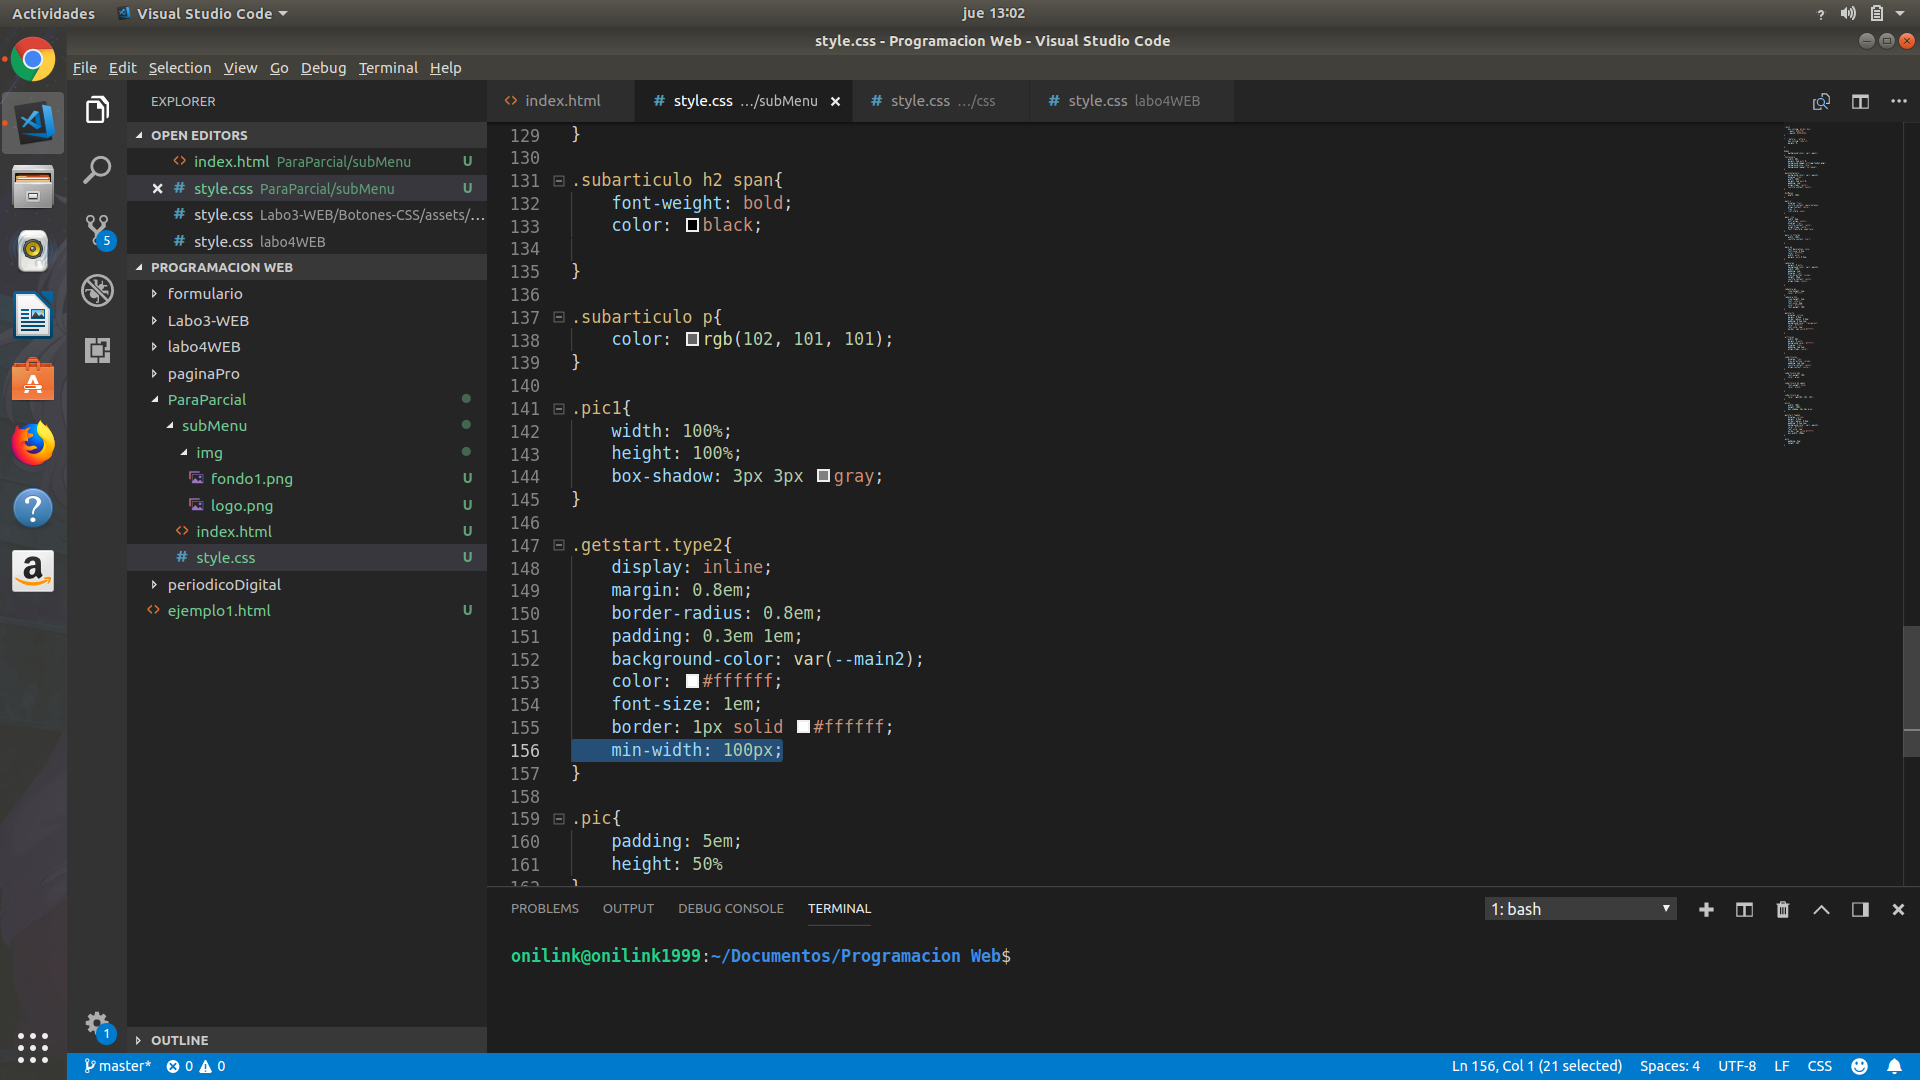 Actividades Visual Studio Code jue 13:02
style.css - Programacion Web - Visual Studio Code
File Edit Selection View Go Debug Terminal Help
EXPLORER
OPEN EDITORS
index.html ParaParcial/subMenu U
style.css ParaParcial/subMenu U
style.css Labo3-WEB/Botones-CSS/assets/...
style.css labo4WEB
PROGRAMACION WEB
formulario
Labo3-WEB
labo4WEB
paginaPro
ParaParcial
subMenu
img
fondo1.png U
logo.png U
index.html U
style.css U
periodicoDigital
ejemplo1.html U
OUTLINE
5
1
index.html # style.css .../subMenu # style.css .../css # style.css labo4WEB
129 }
130
131 .subarticulo h2 span{
132 font-weight: bold;
133 color: black;
134
135 }
136
137 .subarticulo p{
138 color: rgb(102, 101, 101);
139 }
140
141 .pic1{
142 width: 100%;
143 height: 100%;
144 box-shadow: 3px 3px gray;
145 }
146
147 .getstart.type2{
148 display: inline;
149 margin: 0.8em;
150 border-radius: 0.8em;
151 padding: 0.3em 1em;
152 background-color: var(--main2);
153 color: #ffffff;
154 font-size: 1em;
155 border: 1px solid #ffffff;
156 min-width: 100px;
157 }
158
159 .pic{
160 padding: 5em;
161 height: 50%
162 }
PROBLEMS OUTPUT DEBUG CONSOLE TERMINAL 1: bash
onilink@onilink1999:~/Documentos/Programacion Web$
master* 0 0 Ln 156, Col 1 (21 selected) Spaces: 4 UTF-8 LF CSS